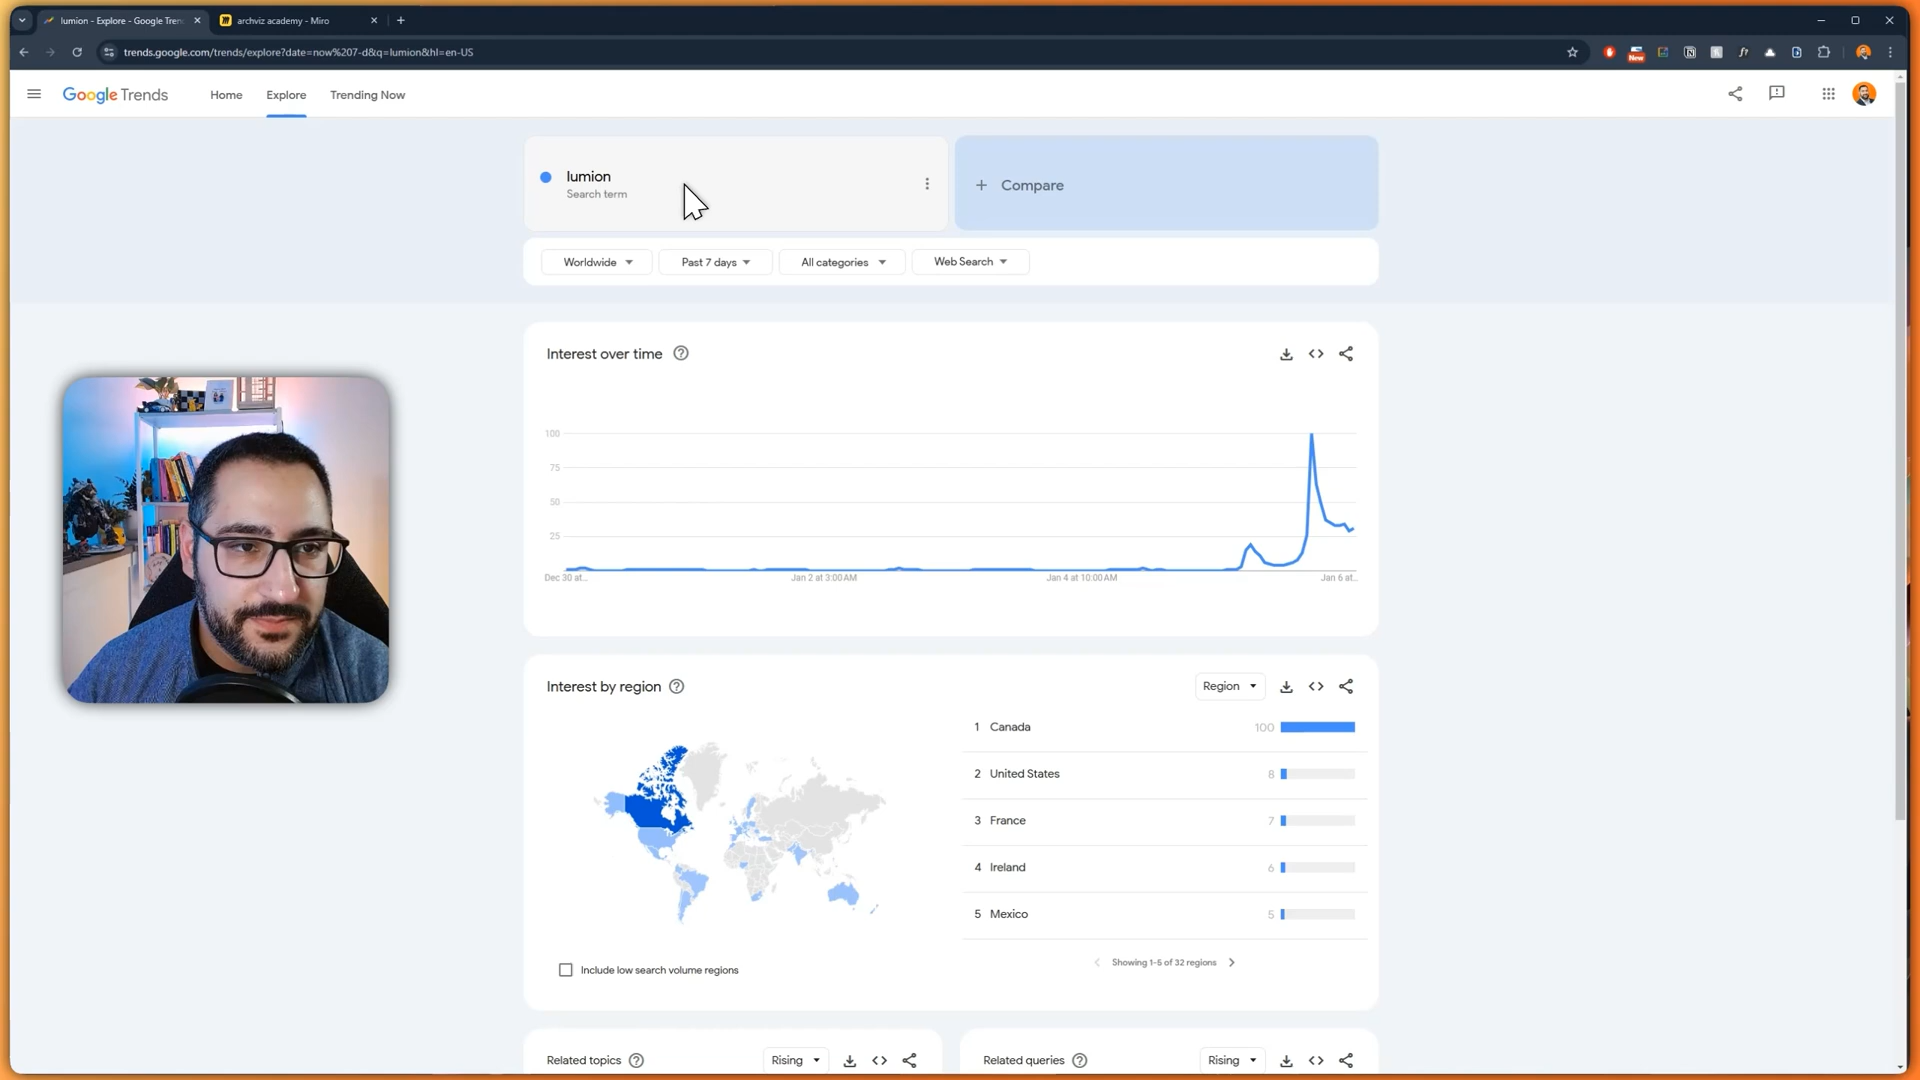 lumion - Explore - Google Tren
archviz academy - Miro
trends.google.com/trends/explore?date=now%207-d&q=lumion&hl=en-US
New
Google Trends
Home
Explore
Trending Now
lumion
Search term
+ Compare
Worldwide
Past 7 days
All categories
Web Search
Interest over time
100
75
50
25
Dec 30 at...
Jan 2 at 3:00 AM
Jan 4 at 10:00 AM
Jan 6 at...
Interest by region
Region
1 Canada 100
2 United States 8
3 France 7
4 Ireland 6
5 Mexico 5
Include low search volume regions
Showing 1-5 of 32 regions
Related topics
Rising
Related queries
Rising